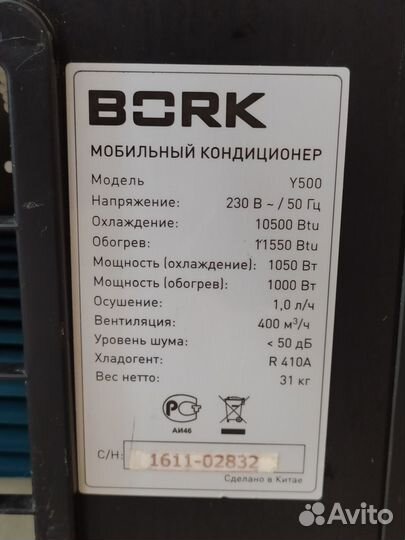 BORK
МОБИЛЬНЫЙ КОНДИЦИОНЕР
Модель Y500
Напряжение: 230 В ~ / 50 Гц
Охлаждение: 10500 Btu
Обогрев: 11550 Btu
Мощность (охлаждение): 1050 Вт
Мощность (обогрев): 1000 Вт
Осушение: 1,0 л/ч
Вентиляция: 400 м³/ч
Уровень шума: < 50 дБ
Хладогент: R 410A
Вес нетто: 31 кг
АИ46
С/Н: 1611-02832
Сделано в Китае
Avito